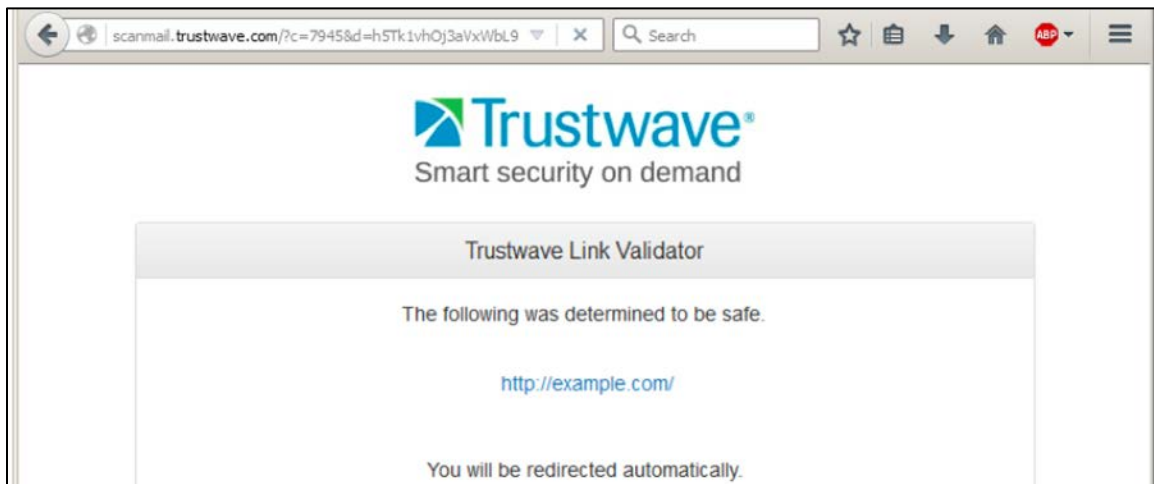 scanmail.trustwave.com/?c=7945&d=h5Tk1vhOj3aVxWbL9
Search
ABP
Trustwave®
Smart security on demand
Trustwave Link Validator
The following was determined to be safe.
http://example.com/
You will be redirected automatically.